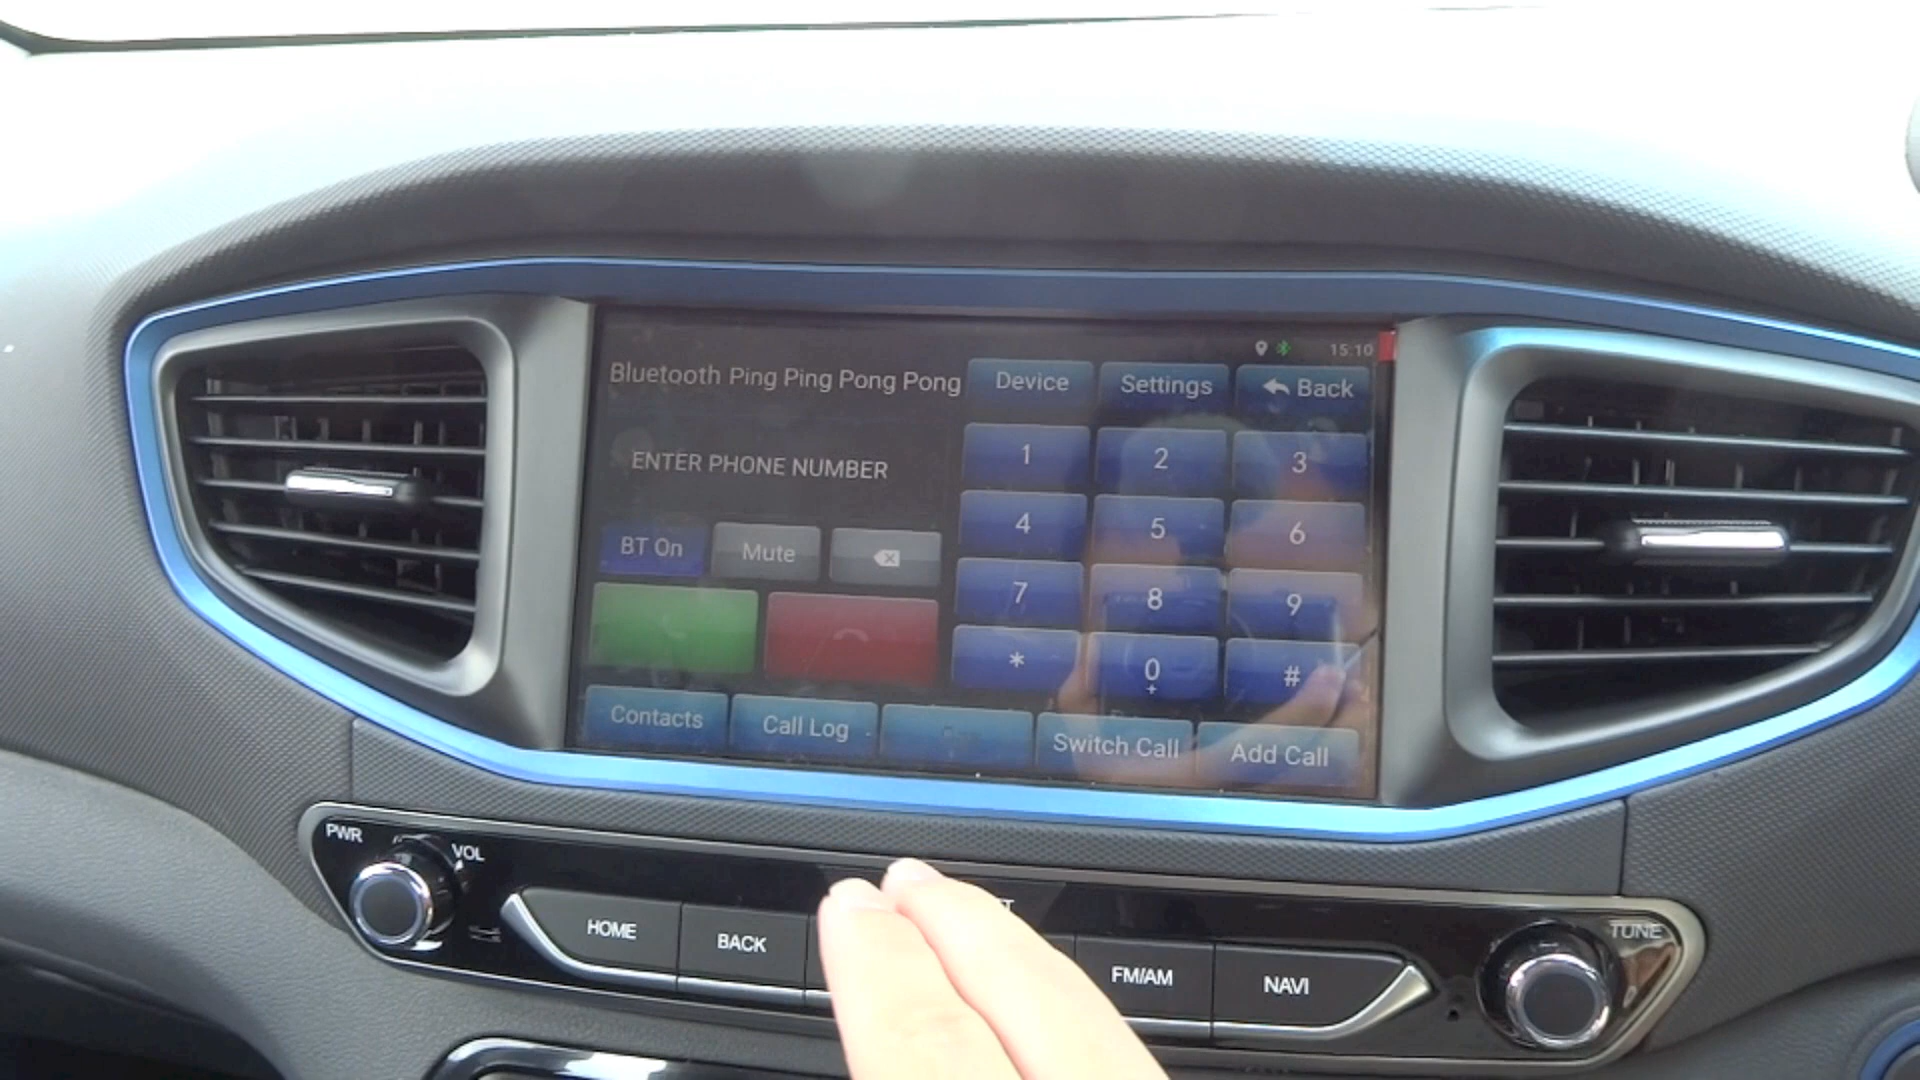 15:10
Bluetooth Ping Ping Pong Pong
Device
Settings
Back
ENTER PHONE NUMBER
1
2
3
4
5
6
BT On
Mute
7
8
9
*
0
+
#
Contacts
Call Log
Switch Call
Add Call
PWR
VOL
HOME
BACK
FM/AM
NAVI
TUNE